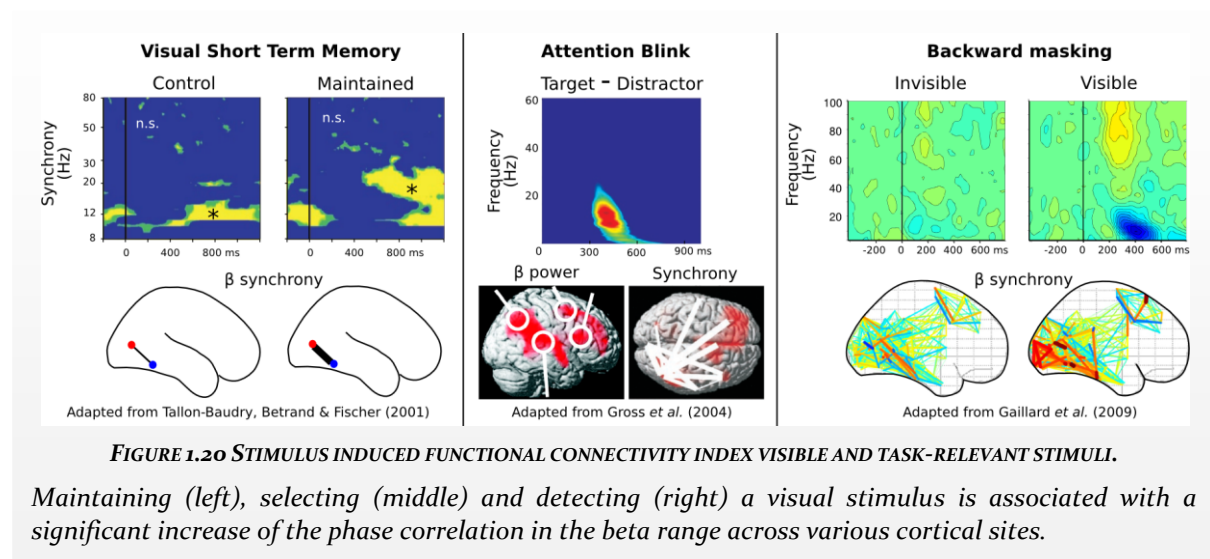 Visual Short Term Memory
Control
Maintained
Synchrony
(Hz)
80
50
30
20
12
8
n.s.
*
0
400
800 ms
n.s.
*
0
400
800 ms
β synchrony
Adapted from Tallon-Baudry, Betrand & Fischer (2001)
Attention Blink
Target - Distractor
Frequency
(Hz)
60
40
20
0
0
300
600
900 ms
β power
Synchrony
Adapted from Gross et al. (2004)
Backward masking
Invisible
Visible
Frequency
(Hz)
100
80
60
40
20
-200
0
200
400
600 ms
-200
0
200
400
600 ms
β synchrony
Adapted from Gaillard et al. (2009)
FIGURE 1.20 STIMULUS INDUCED FUNCTIONAL CONNECTIVITY INDEX VISIBLE AND TASK-RELEVANT STIMULI.
Maintaining (left), selecting (middle) and detecting (right) a visual stimulus is associated with a
significant increase of the phase correlation in the beta range across various cortical sites.